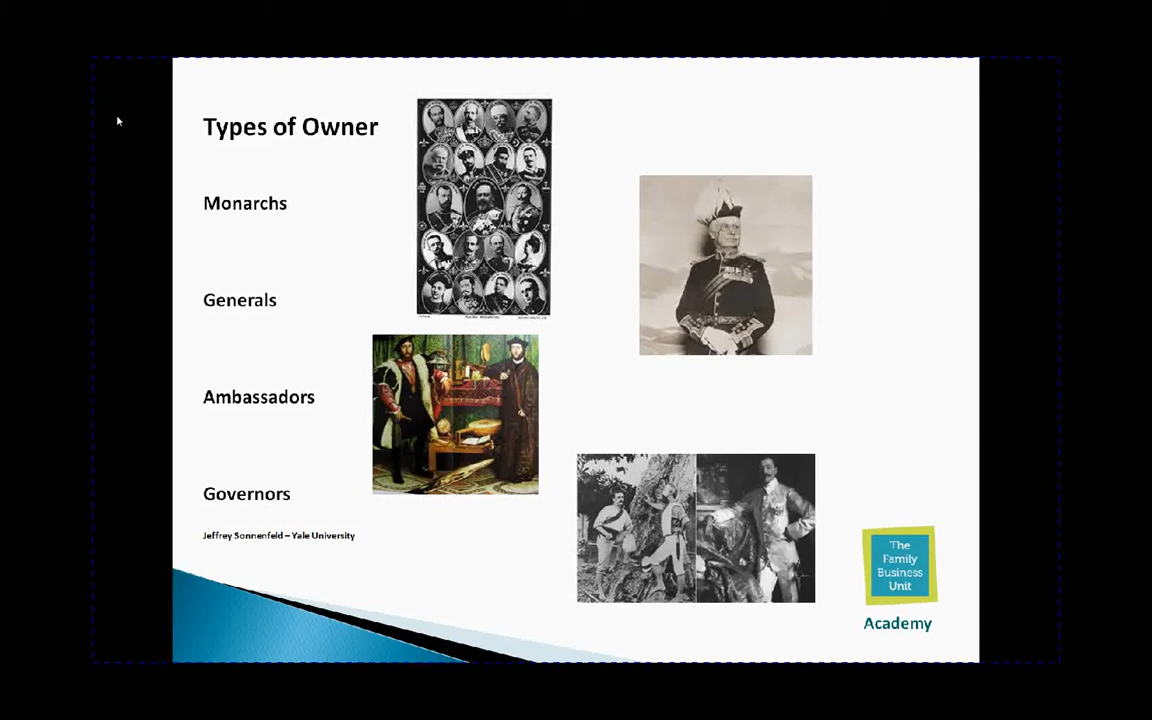 Types of Owner
Monarchs
Generals
Ambassadors
Governors
Jeffrey Sonnenfeld – Yale University
The
Family
Business
Unit
Academy